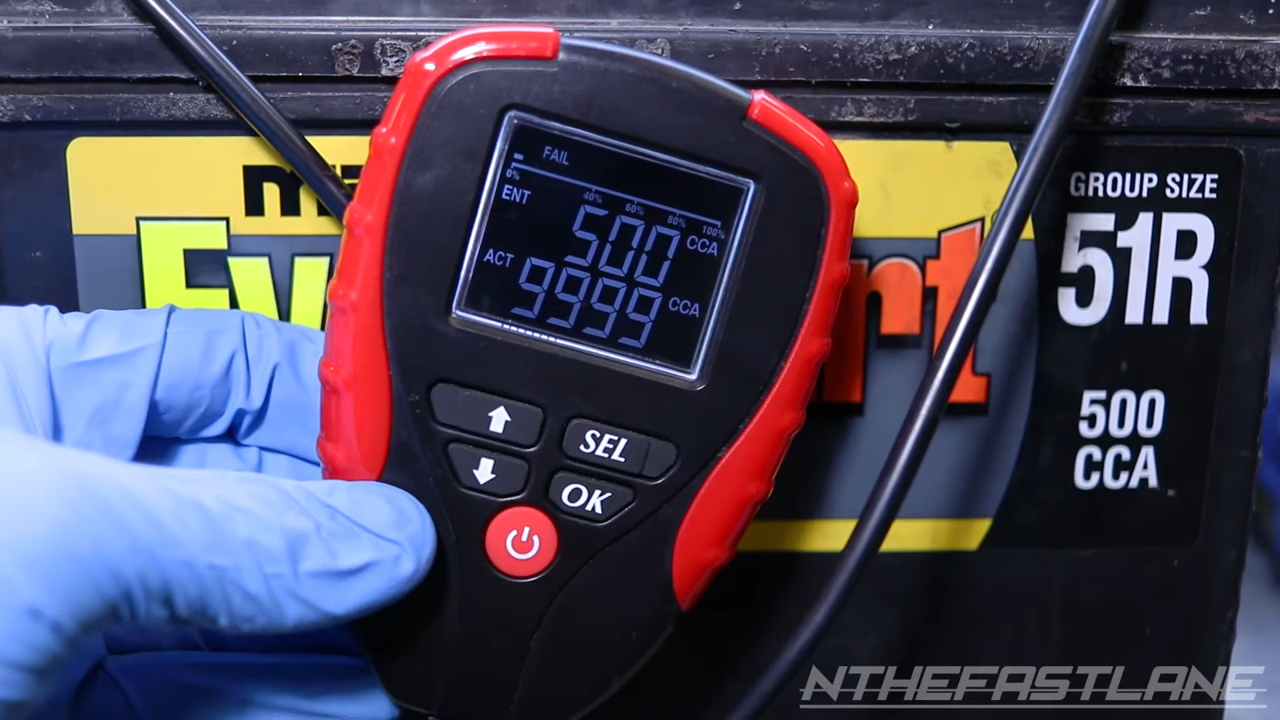 FAIL
0% 40% 60% 80% 100%
ENT 500 CCA
ACT 9999 CCA
SEL
OK
GROUP SIZE
51R
500
CCA
NTHEFASTLANE